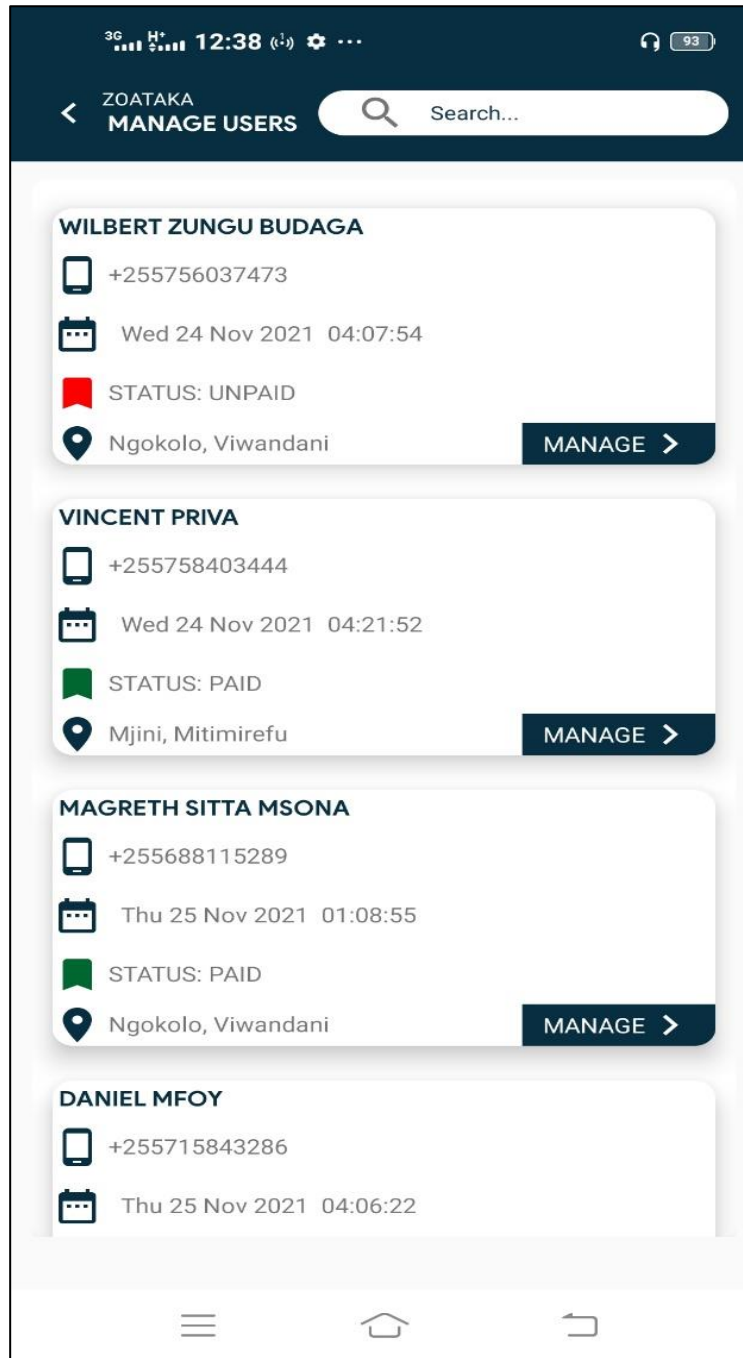 3G H+ 12:38 93
ZOATAKA
MANAGE USERS
Search...
WILBERT ZUNGU BUDAGA
+255756037473
Wed 24 Nov 2021 04:07:54
STATUS: UNPAID
Ngokolo, Viwandani
MANAGE
VINCENT PRIVA
+255758403444
Wed 24 Nov 2021 04:21:52
STATUS: PAID
Mjini, Mitimirefu
MANAGE
MAGRETH SITTA MSONA
+255688115289
Thu 25 Nov 2021 01:08:55
STATUS: PAID
Ngokolo, Viwandani
MANAGE
DANIEL MFOY
+255715843286
Thu 25 Nov 2021 04:06:22